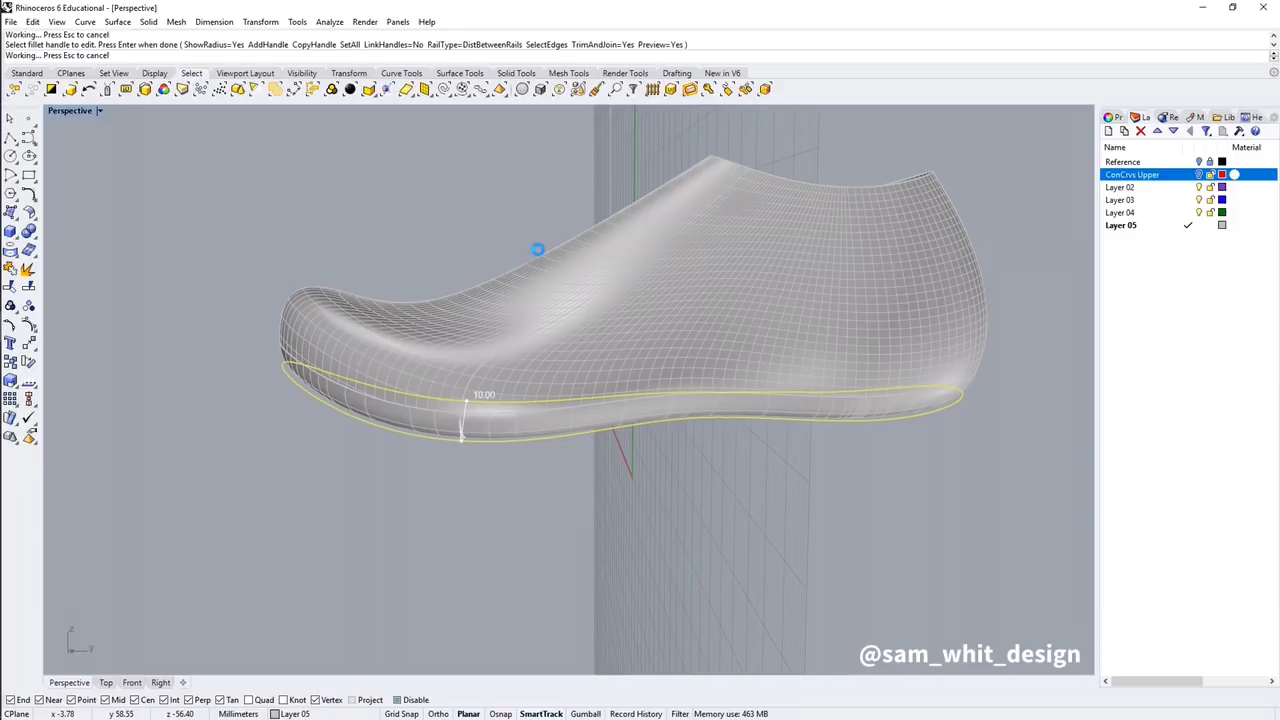 Rhinoceros 6 Educational - [Perspective]
File Edit View Curve Surface Solid Mesh Dimension Transform Tools Analyze Render Panels Help
Working... Press Esc to cancel
Select fillet handle to edit. Press Enter when done ( ShowRadius=Yes AddHandle CopyHandle SetAll LinkHandles=No RailType=DistBetweenRails SelectEdges TrimAndJoin=Yes Preview=Yes )
Working... Press Esc to cancel
Standard CPlanes Set View Display Select Viewport Layout Visibility Transform Curve Tools Surface Tools Solid Tools Mesh Tools Render Tools Drafting New in V6
Perspective
Pr La Re M Lib He
Name Material
Reference
ConCrvs Upper
Layer 02
Layer 03
Layer 04
Layer 05
10.00
z
y
@sam_whit_design
Perspective Top Front Right
End Near Point Mid Cen Int Perp Tan Quad Knot Vertex Project Disable
CPlane x -3.78 y 58.55 z -56.40 Millimeters Layer 05 Grid Snap Ortho Planar Osnap SmartTrack Gumball Record History Filter Memory use: 463 MB